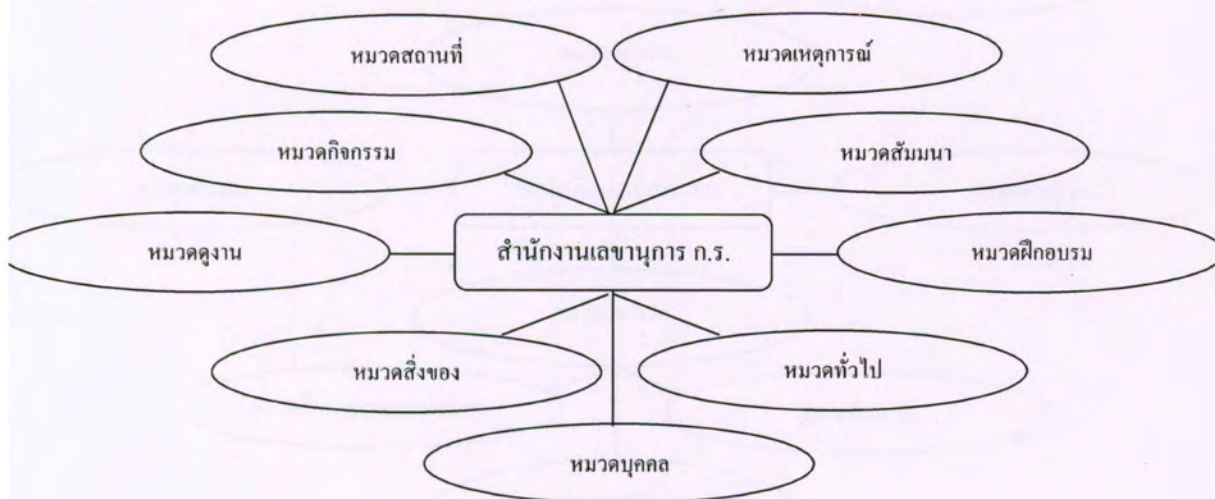 หมวดสถานที่
หมวดเหตุการณ์
หมวดกิจกรรม
หมวดสัมมนา
หมวดดูงาน
สำนักงานเลขานุการ ก.ร.
หมวดฝึกอบรม
หมวดสิ่งของ
หมวดทั่วไป
หมวดบุคคล